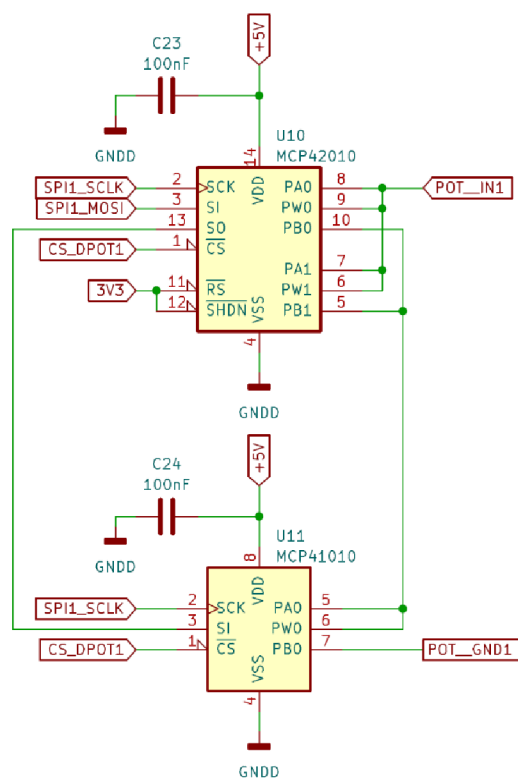 C23
100nF
+5V
GNDD
U10
MCP42010
14
VDD
SPI1_SCLK 2 SCK PA0 8 POT__IN1
SPI1_MOSI 3 SI PW0 9
13 SO PB0 10
CS_DPOT1 1 CS
PA1 7
3V3 11 RS PW1 6
12 SHDN PB1 5
VSS
4
GNDD
C24
100nF
+5V
GNDD
U11
MCP41010
8
VDD
SPI1_SCLK 2 SCK PA0 5
3 SI PW0 6
CS_DPOT1 1 CS PB0 7 POT__GND1
VSS
4
GNDD